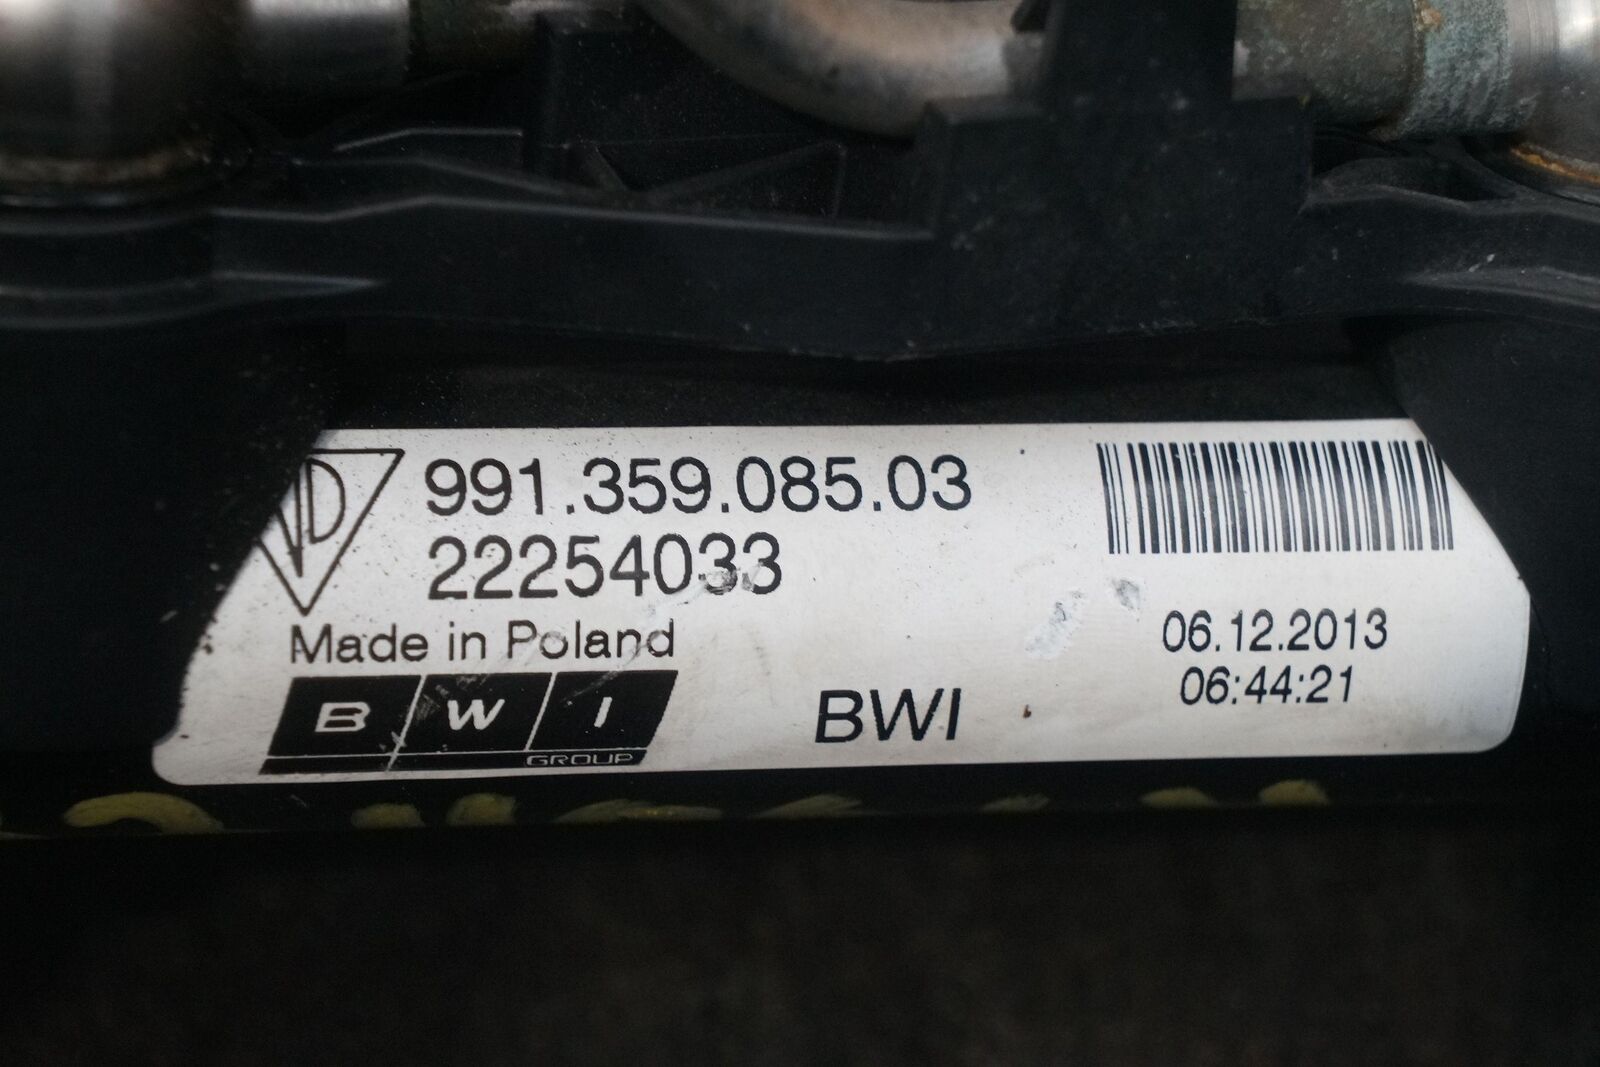 991.359.085.03
22254033
Made in Poland
B W I
GROUP
BWI
06.12.2013
06:44:21